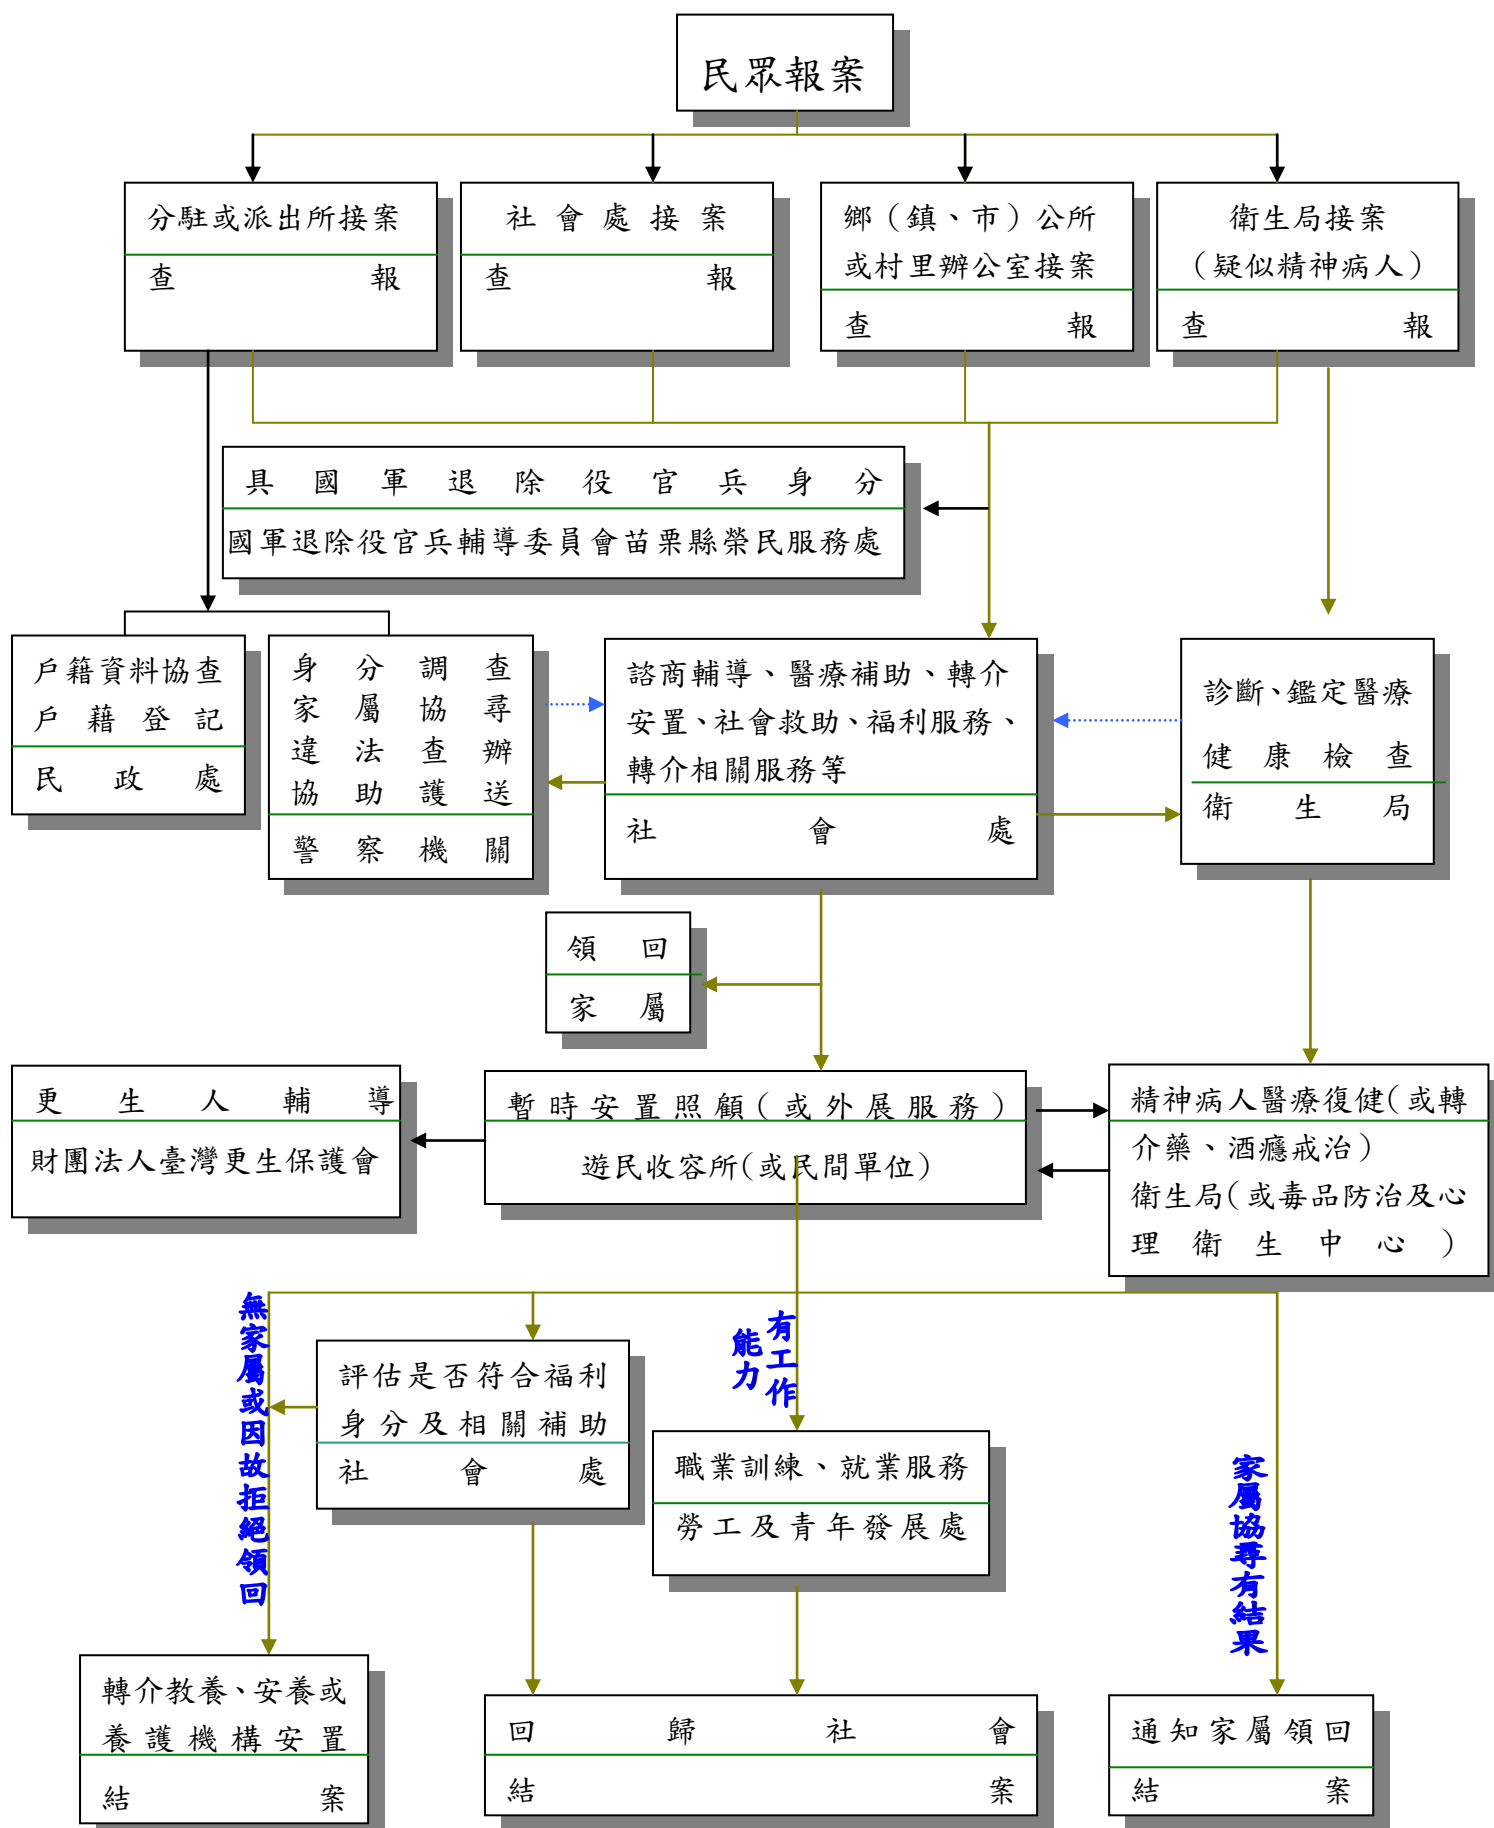 民眾報案
分駐或派出所接案
查報
社會處接案
查報
鄉（鎮、市）公所
或村里辦公室接案
查報
衛生局接案
（疑似精神病人）
查報
具國軍退除役官兵身分
國軍退除役官兵輔導委員會苗栗縣榮民服務處
戶籍資料協查
戶籍登記
民政處
身分調查
家屬協尋
違法查辦
協助護送
警察機關
諮商輔導、醫療補助、轉介
安置、社會救助、福利服務、
轉介相關服務等
社會處
診斷、鑑定醫療
健康檢查
衛生局
領回
家屬
更生人輔導
財團法人臺灣更生保護會
暫時安置照顧(或外展服務)
遊民收容所(或民間單位)
精神病人醫療復健(或轉
介藥、酒癮戒治)
衛生局(或毒品防治及心
理衛生中心)
無家屬或因故拒絕領回
評估是否符合福利
身分及相關補助
社會處
有工作
能力
職業訓練、就業服務
勞工及青年發展處
家屬協尋有結果
轉介教養、安養或
養護機構安置
結案
回歸社會
結案
通知家屬領回
結案